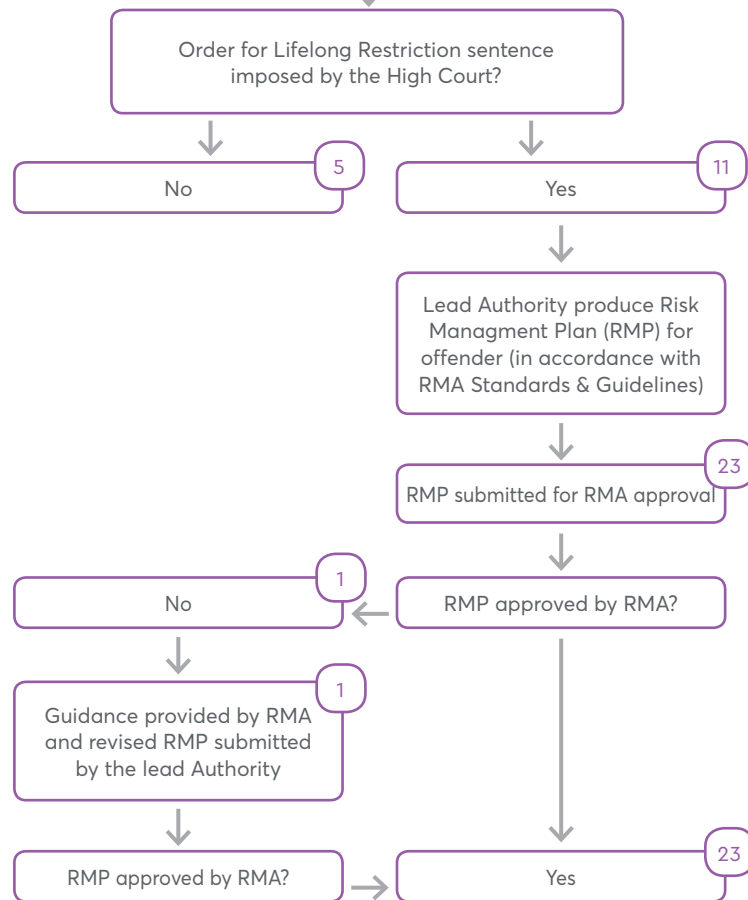 Order for Lifelong Restriction sentence
imposed by the High Court?
5
No
11
Yes
Lead Authority produce Risk
Managment Plan (RMP) for
offender (in accordance with
RMA Standards & Guidelines)
23
RMP submitted for RMA approval
1
No
RMP approved by RMA?
1
Guidance provided by RMA
and revised RMP submitted
by the lead Authority
RMP approved by RMA?
23
Yes